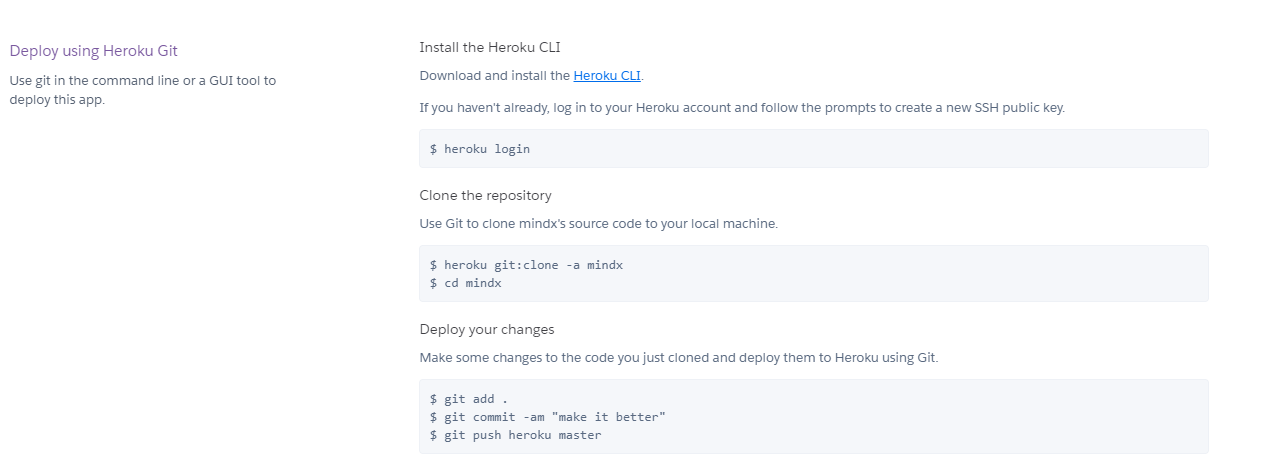 Deploy using Heroku Git
Use git in the command line or a GUI tool to
deploy this app.
Install the Heroku CLI
Download and install the Heroku CLI.
If you haven't already, log in to your Heroku account and follow the prompts to create a new SSH public key.
$ heroku login
Clone the repository
Use Git to clone mindx's source code to your local machine.
$ heroku git:clone -a mindx
$ cd mindx
Deploy your changes
Make some changes to the code you just cloned and deploy them to Heroku using Git.
$ git add .
$ git commit -am "make it better"
$ git push heroku master